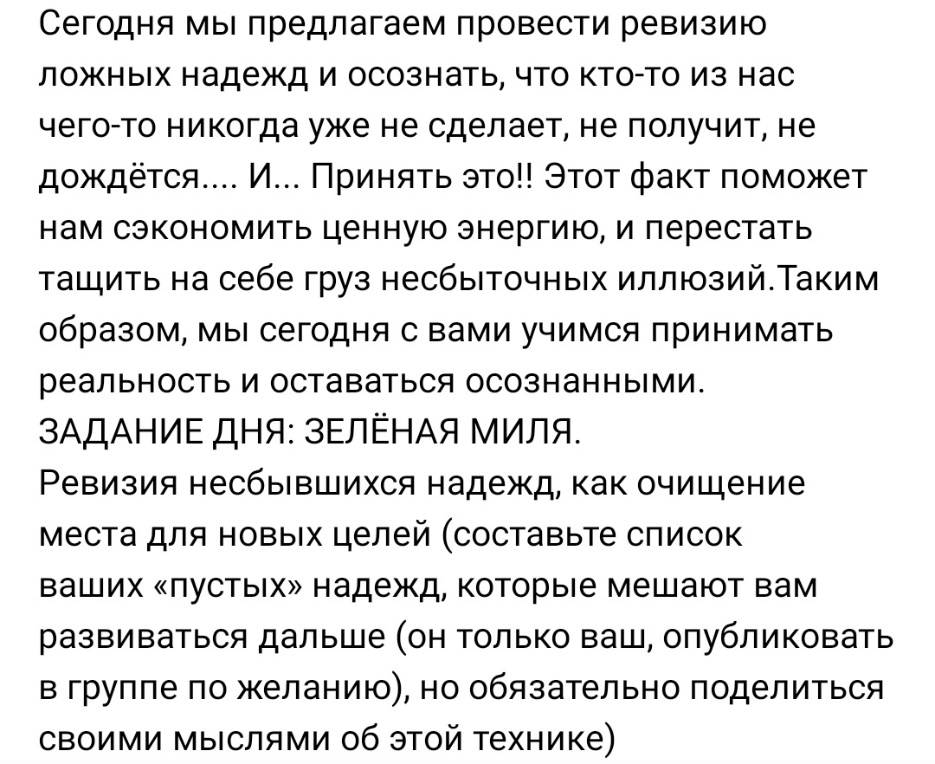 Сегодня мы предлагаем провести ревизию
ложных надежд и осознать, что кто-то из нас
чего-то никогда уже не сделает, не получит, не
дождётся.... И... Принять это!! Этот факт поможет
нам сэкономить ценную энергию, и перестать
тащить на себе груз несбыточных иллюзий.Таким
образом, мы сегодня с вами учимся принимать
реальность и оставаться осознанными.
ЗАДАНИЕ ДНЯ: ЗЕЛЁНАЯ МИЛЯ.
Ревизия несбывшихся надежд, как очищение
места для новых целей (составьте список
ваших «пустых» надежд, которые мешают вам
развиваться дальше (он только ваш, опубликовать
в группе по желанию), но обязательно поделиться
своими мыслями об этой технике)